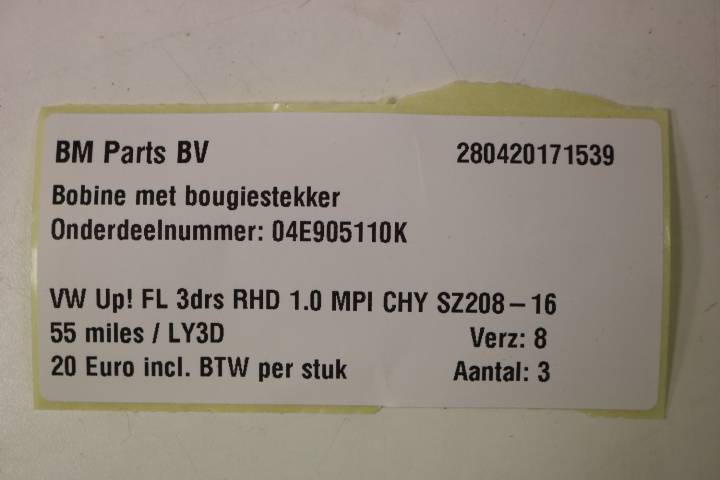 BM Parts BV 280420171539
Bobine met bougiestekker
Onderdeelnummer: 04E905110K
VW Up! FL 3drs RHD 1.0 MPI CHY SZ208-16
55 miles / LY3D Verz: 8
20 Euro incl. BTW per stuk Aantal: 3